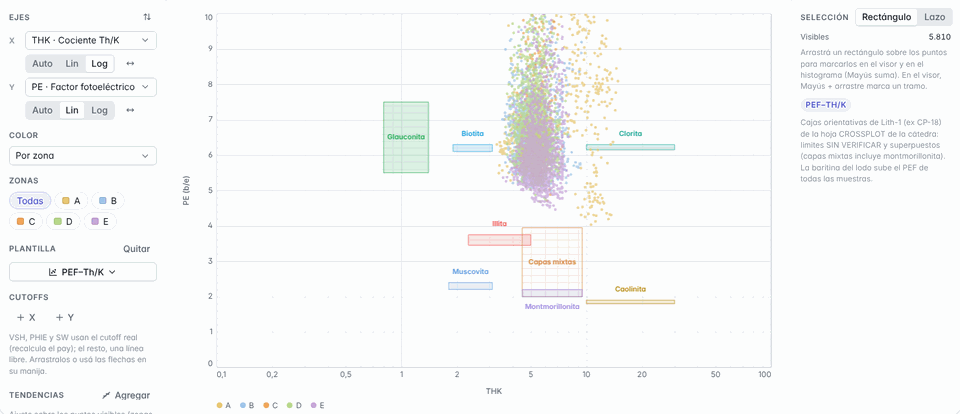 EJES
X
THK · Cociente Th/K
Auto Lin Log
Y
PE · Factor fotoeléctrico
Auto Lin Log
COLOR
Por zona
ZONAS
Todas A B
C D E
PLANTILLA Quitar
PEF–Th/K
CUTOFFS
+ X + Y
VSH, PHIE y SW usan el cutoff real
(recalcula el pay); el resto, una línea
libre. Arrastralos o usá las flechas en
su manija.
TENDENCIAS Agregar
PE (b/e)
10
9
8
7
6
5
4
3
2
1
0
Glauconita
Biotita
Clorita
Illita
Capas mixtas
Muscovita
Caolinita
Montmorillonita
0,1 0,2 0,5 1 2 5 10 20 50 100
THK
A B C D E
SELECCIÓN Rectángulo Lazo
Visibles 5.810
Arrastrá un rectángulo sobre los puntos
para marcarlos en el visor y en el
histograma (Mayús suma). En el visor,
Mayús + arrastre marca un tramo.
PEF–Th/K
Cajas orientativas de Lith-1 (ex CP-18)
de la hoja CROSSPLOT de la cátedra:
límites SIN VERIFICAR y superpuestos
(capas mixtas incluye montmorillonita).
La baritina del lodo sube el PEF de
todas las muestras.